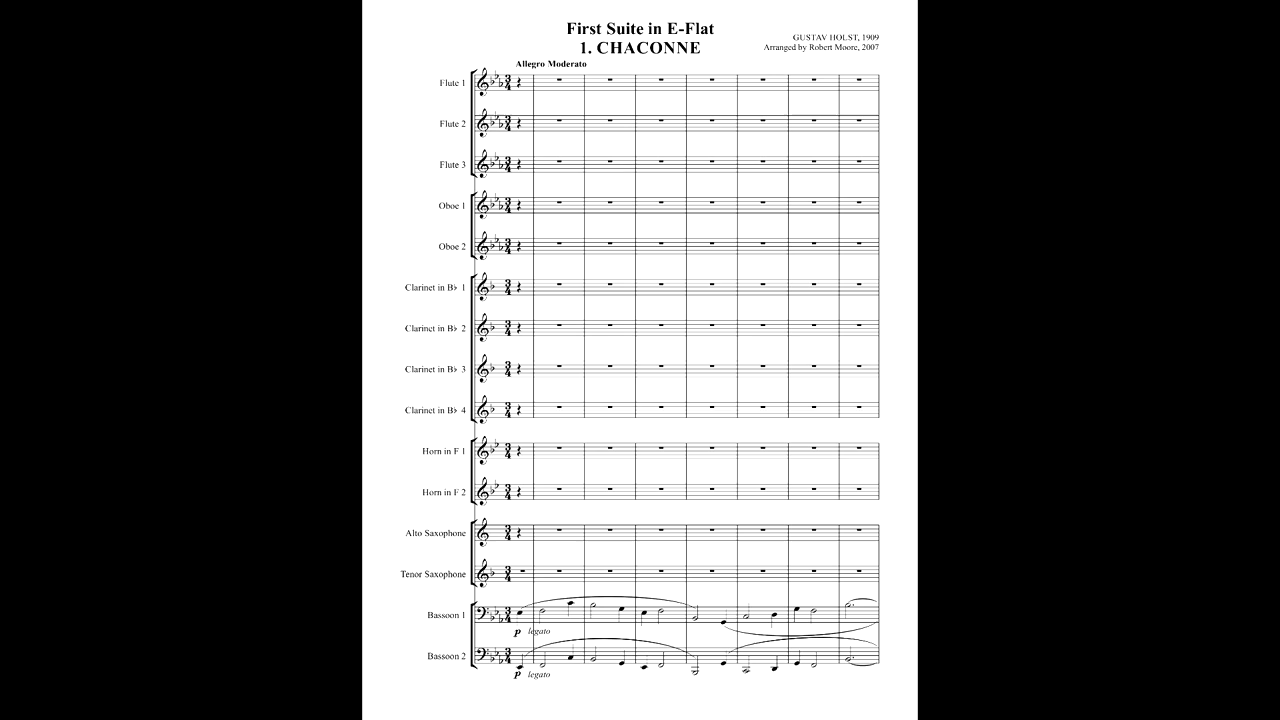 First Suite in E-Flat
1. CHACONNE
GUSTAV HOLST, 1909
Arranged by Robert Moore, 2007
Allegro Moderato
Flute 1
Flute 2
Flute 3
Oboe 1
Oboe 2
Clarinet in B♭ 1
Clarinet in B♭ 2
Clarinet in B♭ 3
Clarinet in B♭ 4
Horn in F 1
Horn in F 2
Alto Saxophone
Tenor Saxophone
Bassoon 1
p legato
Bassoon 2
p legato